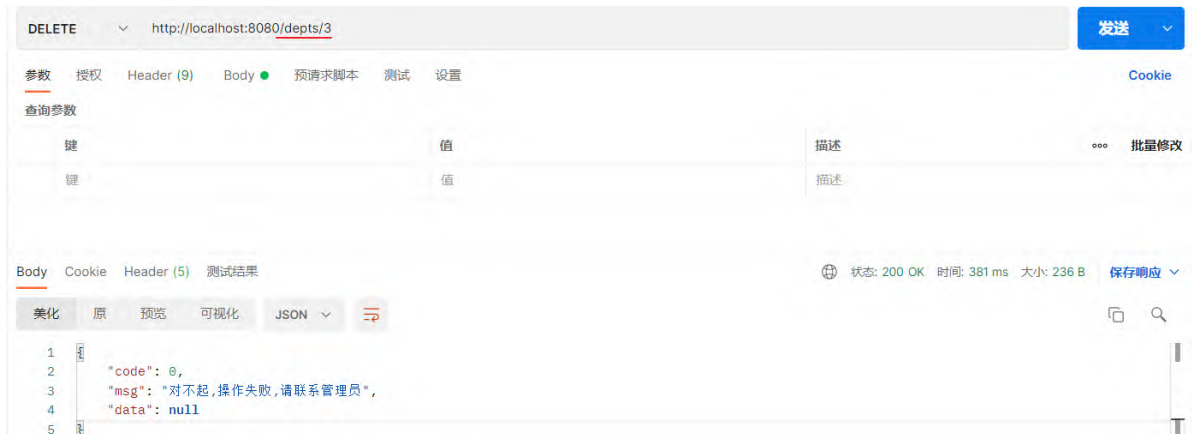 DELETE http://localhost:8080/depts/3 发送
参数 授权 Header (9) Body 预请求脚本 测试 设置 Cookie
查询参数
键 值 描述 ooo 批量修改
键 值 描述
Body Cookie Header (5) 测试结果 状态: 200 OK 时间: 381 ms 大小: 236 B 保存响应
美化 原 预览 可视化 JSON
1 {
2 "code": 0,
3 "msg": "对不起,操作失败,请联系管理员",
4 "data": null
5 }